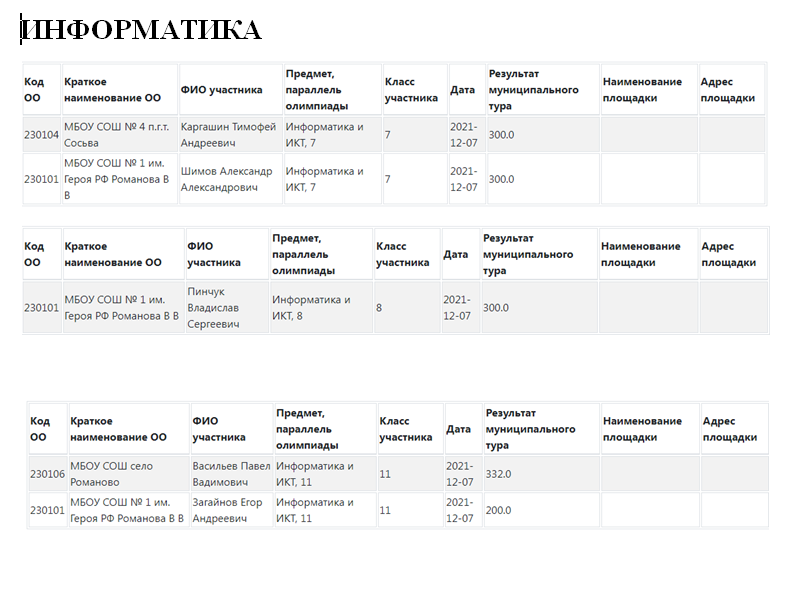 ИНФОРМАТИКА
Код ОО | Краткое наименование ОО | ФИО участника | Предмет, параллель олимпиады | Класс участника | Дата | Результат муниципального тура | Наименование площадки | Адрес площадки
230104 | МБОУ СОШ № 4 п.г.т. Сосьва | Каргашин Тимофей Андреевич | Информатика и ИКТ, 7 | 7 | 2021-12-07 | 300.0
230101 | МБОУ СОШ № 1 им. Героя РФ Романова В В | Шимов Александр Александрович | Информатика и ИКТ, 7 | 7 | 2021-12-07 | 300.0
Код ОО | Краткое наименование ОО | ФИО участника | Предмет, параллель олимпиады | Класс участника | Дата | Результат муниципального тура | Наименование площадки | Адрес площадки
230101 | МБОУ СОШ № 1 им. Героя РФ Романова В В | Пинчук Владислав Сергеевич | Информатика и ИКТ, 8 | 8 | 2021-12-07 | 300.0
Код ОО | Краткое наименование ОО | ФИО участника | Предмет, параллель олимпиады | Класс участника | Дата | Результат муниципального тура | Наименование площадки | Адрес площадки
230106 | МБОУ СОШ село Романово | Васильев Павел Вадимович | Информатика и ИКТ, 11 | 11 | 2021-12-07 | 332.0
230101 | МБОУ СОШ № 1 им. Героя РФ Романова В В | Загайнов Егор Андреевич | Информатика и ИКТ, 11 | 11 | 2021-12-07 | 200.0